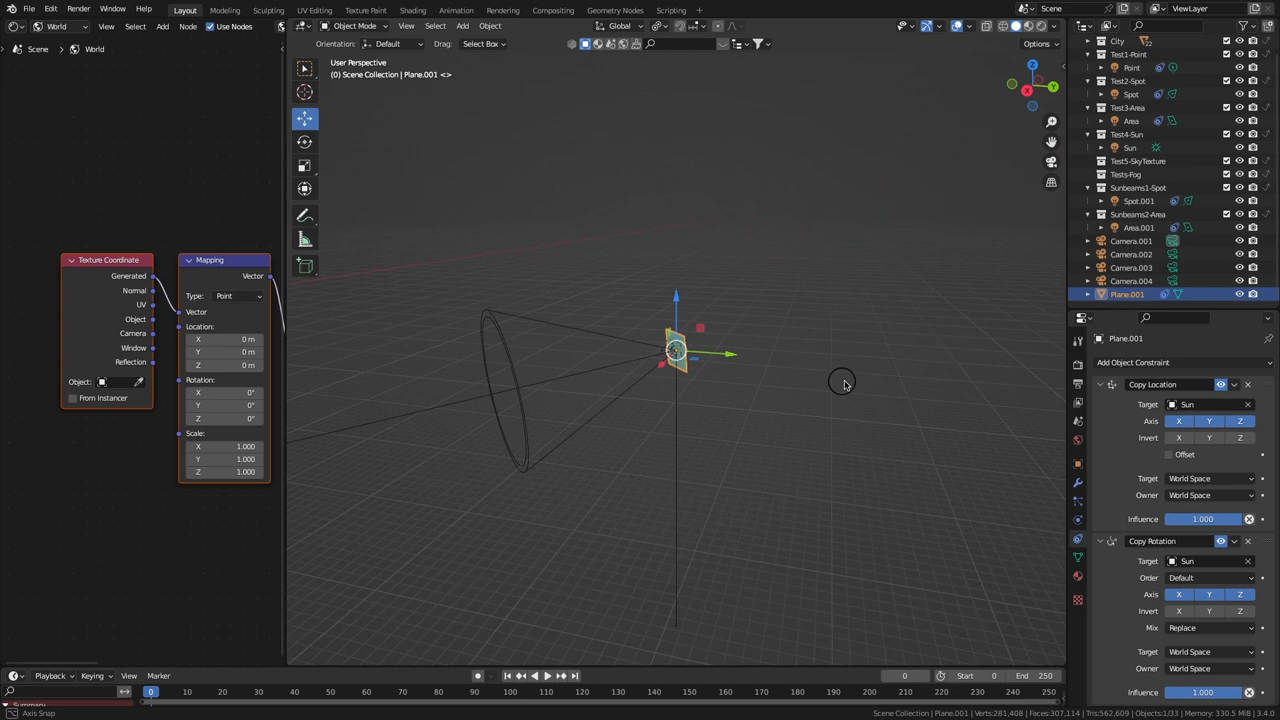 File Edit Render Window Help Layout Modeling Sculpting UV Editing Texture Paint Shading Animation Rendering Compositing Geometry Nodes Scripting Scene ViewLayer
World View Select Add Node Use Nodes Object Mode View Select Add Object Global
Scene World
Orientation: Default Drag: Select Box Options
User Perspective
(0) Scene Collection | Plane.001 <>
Z
Y
X
City 22
Test1-Point
Point
Test2-Spot
Spot
Test3-Area
Area
Test4-Sun
Sun
Test5-SkyTexture
Tests-Fog
Sunbeams1-Spot
Spot.001
Sunbeams2-Area
Area.001
Camera.001
Camera.002
Camera.003
Camera.004
Plane.001
Texture Coordinate
Generated
Normal
UV
Object
Camera
Window
Reflection
Object:
From Instancer
Mapping
Vector
Type: Point
Vector
Location:
X 0 m
Y 0 m
Z 0 m
Rotation:
X 0°
Y 0°
Z 0°
Scale:
X 1.000
Y 1.000
Z 1.000
Plane.001
Add Object Constraint
Copy Location
Target Sun
Axis X Y Z
Invert X Y Z
Offset
Target World Space
Owner World Space
Influence 1.000
Copy Rotation
Target Sun
Order Default
Axis X Y Z
Invert X Y Z
Mix Replace
Target World Space
Owner World Space
Influence 1.000
Playback Keying View Marker 0 Start 0 End 250
0 10 20 30 40 50 60 70 80 90 100 110 120 130 140 150 160 170 180 190 200 210 220 230 240 250
Summary
Axis Snap Scene Collection | Plane.001 | Verts:281,408 | Faces:307,114 | Tris:562,609 | Objects:1/33 | Memory: 330.5 MiB | 3.4.0